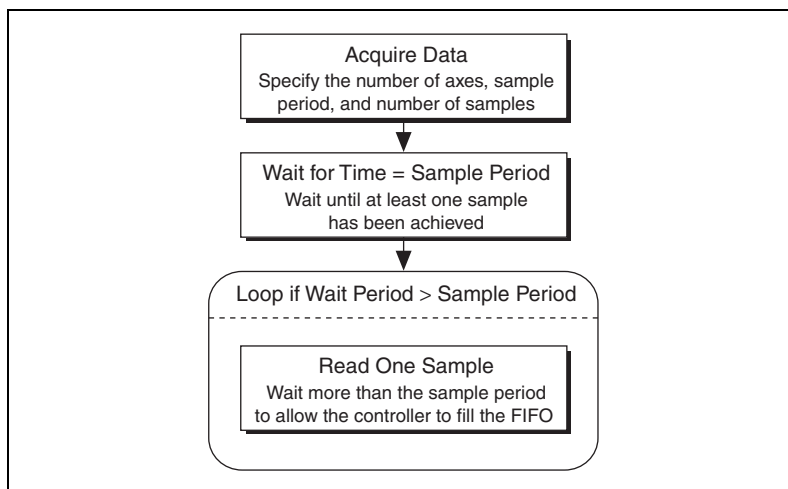 Acquire Data
Specify the number of axes, sample
period, and number of samples
Wait for Time = Sample Period
Wait until at least one sample
has been achieved
Loop if Wait Period > Sample Period
Read One Sample
Wait more than the sample period
to allow the controller to fill the FIFO